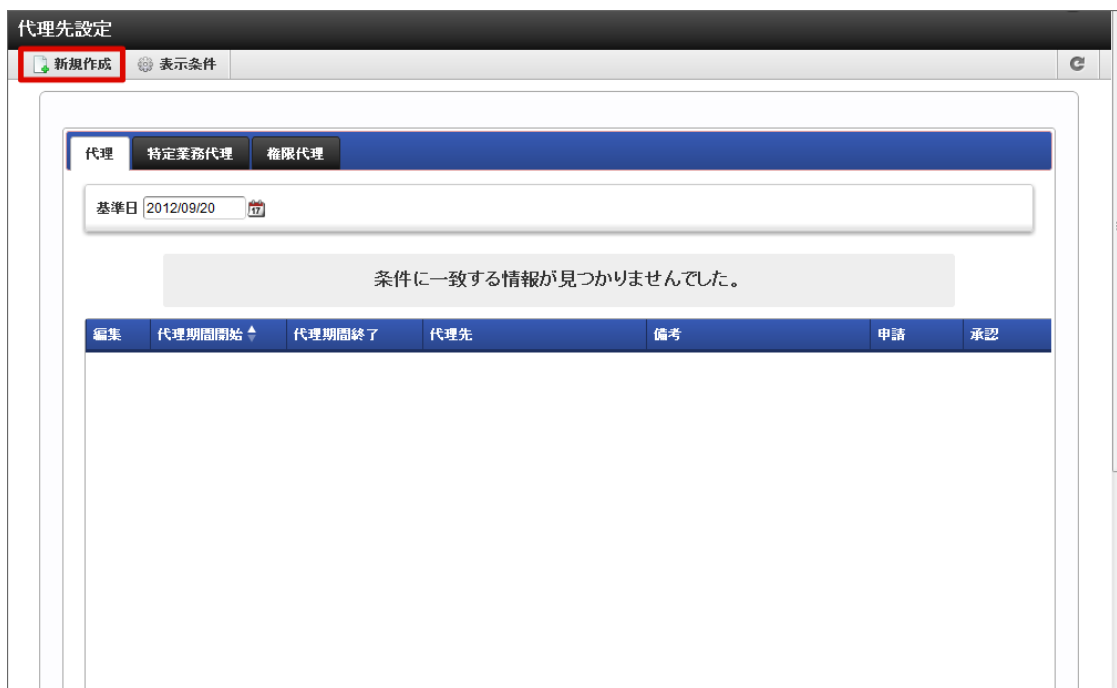 代理先設定
新規作成 表示条件
代理 特定業務代理 権限代理
基準日 2012/09/20 17
条件に一致する情報が見つかりませんでした。
編集 代理期間開始 代理期間終了 代理先 備考 申請 承認